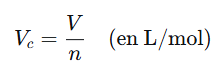 V_c = V/n (en L/mol)